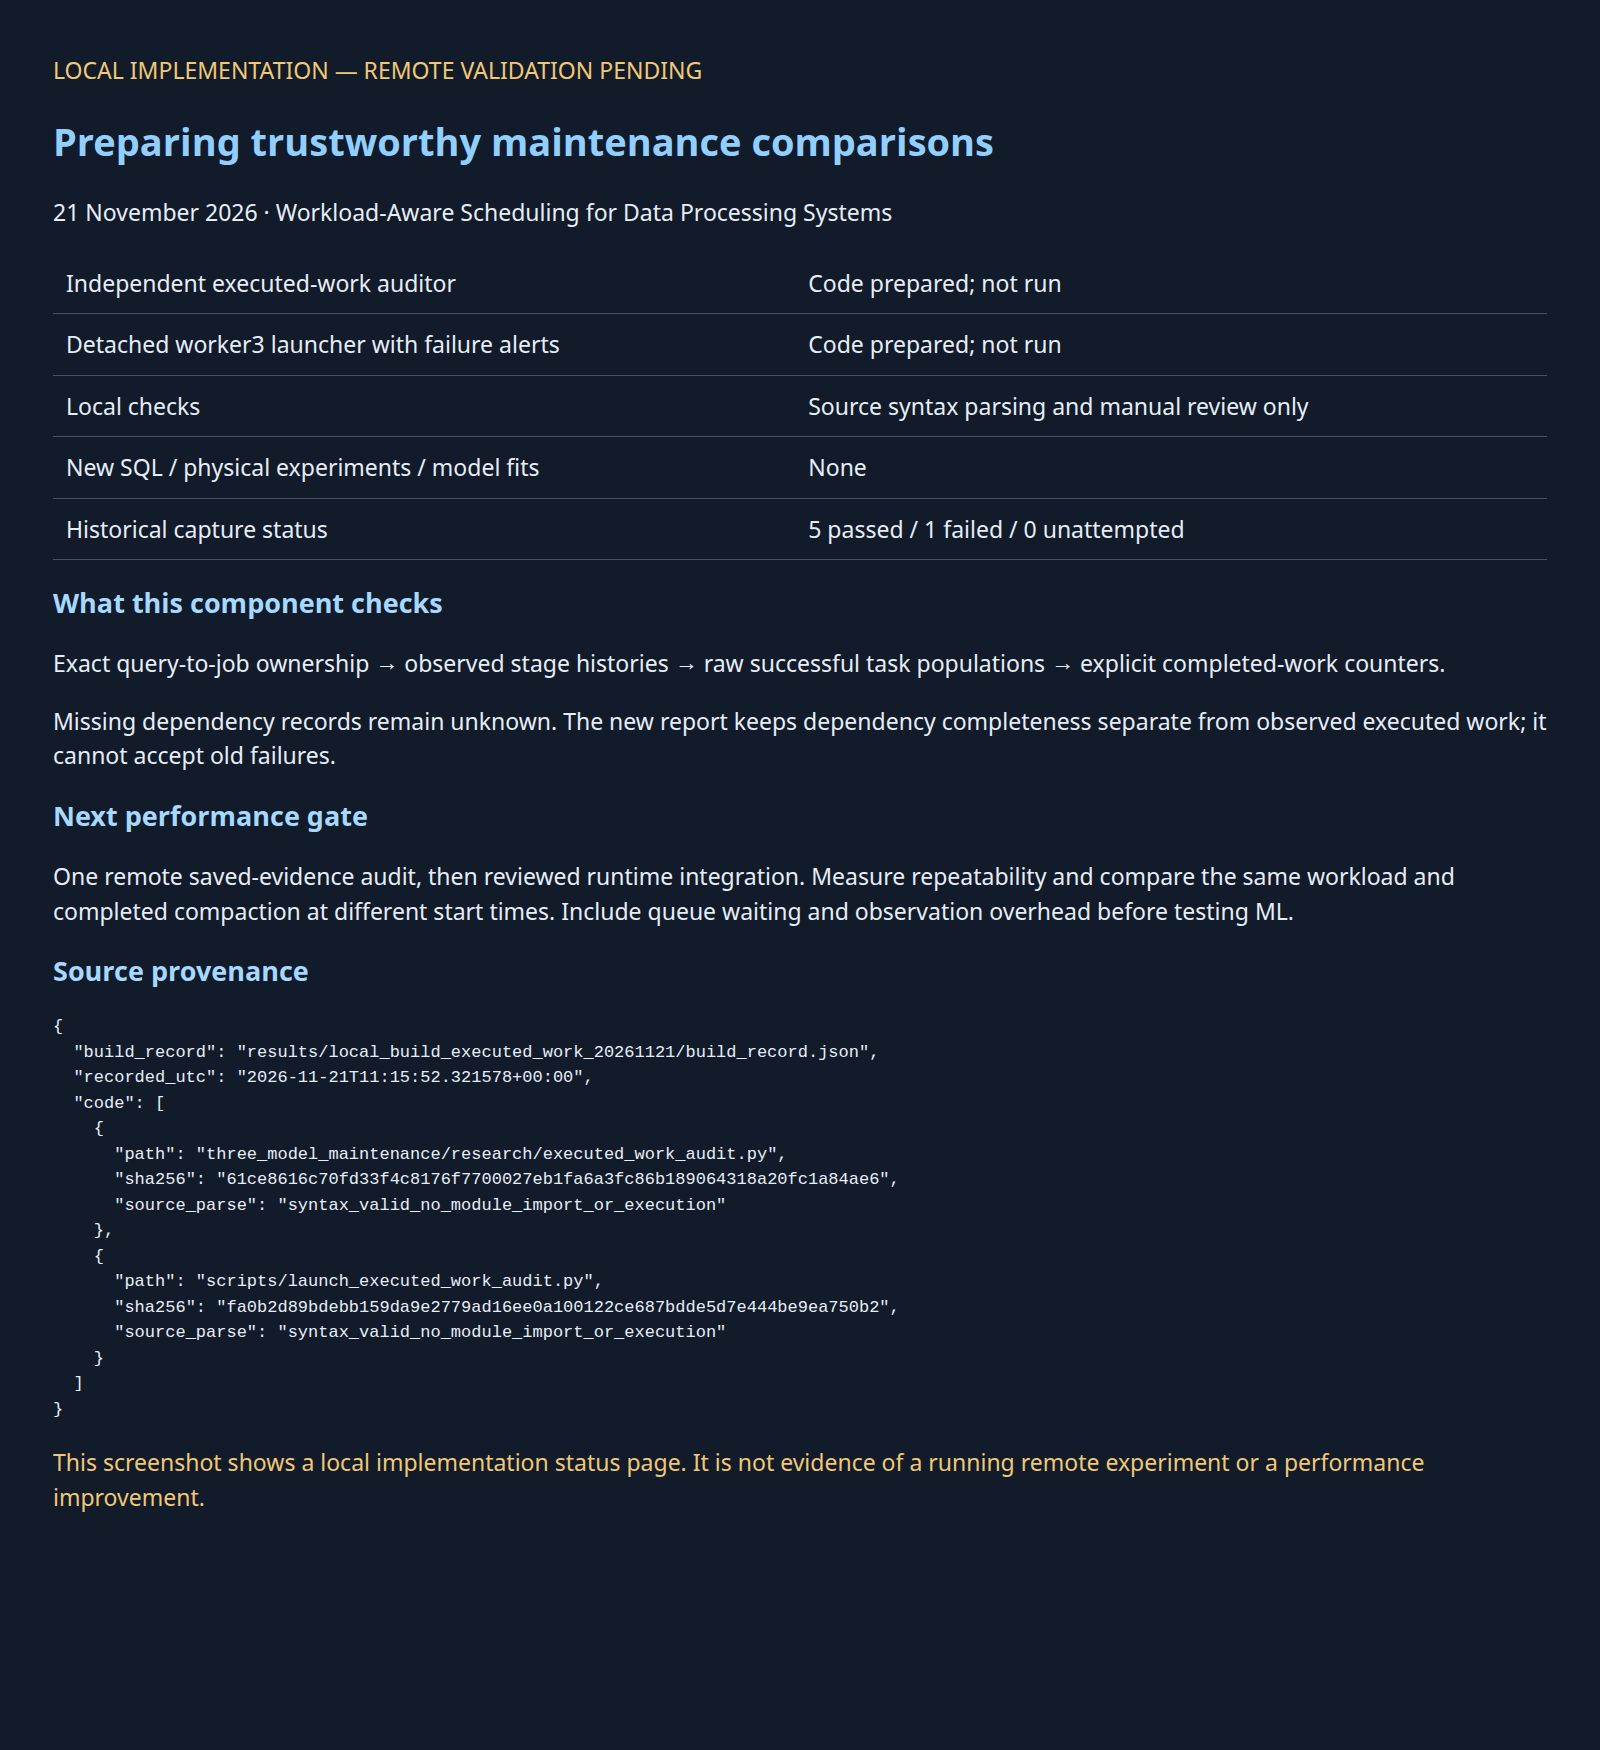 LOCAL IMPLEMENTATION — REMOTE VALIDATION PENDING
Preparing trustworthy maintenance comparisons
21 November 2026 · Workload-Aware Scheduling for Data Processing Systems
Independent executed-work auditor Code prepared; not run
Detached worker3 launcher with failure alerts Code prepared; not run
Local checks Source syntax parsing and manual review only
New SQL / physical experiments / model fits None
Historical capture status 5 passed / 1 failed / 0 unattempted
What this component checks
Exact query-to-job ownership → observed stage histories → raw successful task populations → explicit completed-work counters.
Missing dependency records remain unknown. The new report keeps dependency completeness separate from observed executed work; it
cannot accept old failures.
Next performance gate
One remote saved-evidence audit, then reviewed runtime integration. Measure repeatability and compare the same workload and
completed compaction at different start times. Include queue waiting and observation overhead before testing ML.
Source provenance
{
  "build_record": "results/local_build_executed_work_20261121/build_record.json",
  "recorded_utc": "2026-11-21T11:15:52.321578+00:00",
  "code": [
    {
      "path": "three_model_maintenance/research/executed_work_audit.py",
      "sha256": "61ce8616c70fd33f4c8176f7700027eb1fa6a3fc86b189064318a20fc1a84ae6",
      "source_parse": "syntax_valid_no_module_import_or_execution"
    },
    {
      "path": "scripts/launch_executed_work_audit.py",
      "sha256": "fa0b2d89bdebb159da9e2779ad16ee0a100122ce687bdde5d7e444be9ea750b2",
      "source_parse": "syntax_valid_no_module_import_or_execution"
    }
  ]
}
This screenshot shows a local implementation status page. It is not evidence of a running remote experiment or a performance
improvement.